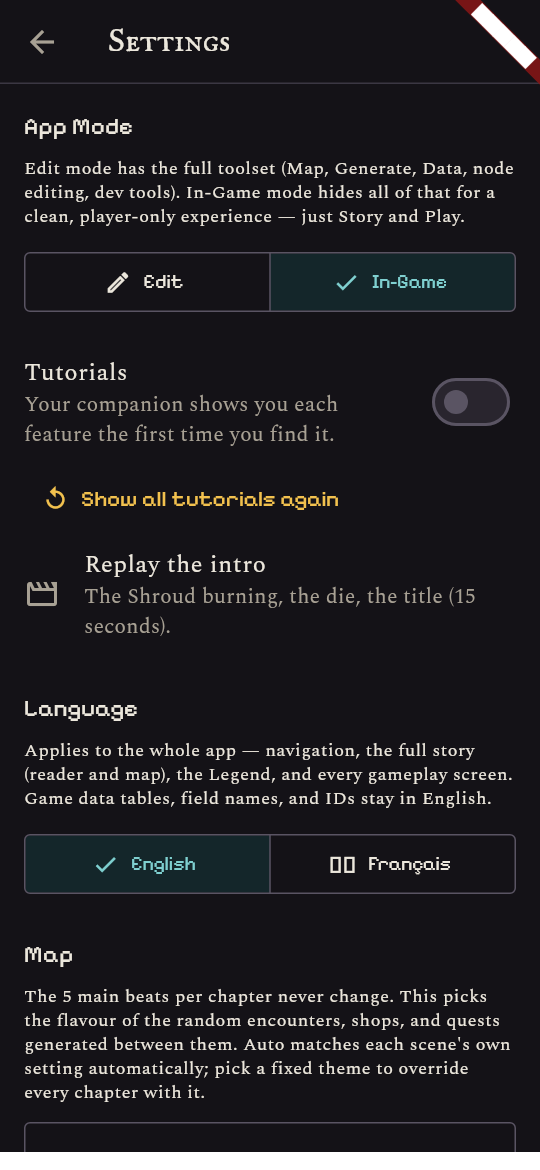 Settings
App Mode
Edit mode has the full toolset (Map, Generate, Data, node
editing, dev tools). In-Game mode hides all of that for a
clean, player-only experience — just Story and Play.
Edit
In-Game
Tutorials
Your companion shows you each
feature the first time you find it.
Show all tutorials again
Replay the intro
The Shroud burning, the die, the title (15
seconds).
Language
Applies to the whole app — navigation, the full story
(reader and map), the Legend, and every gameplay screen.
Game data tables, field names, and IDs stay in English.
English
Français
Map
The 5 main beats per chapter never change. This picks
the flavour of the random encounters, shops, and quests
generated between them. Auto matches each scene's own
setting automatically; pick a fixed theme to override
every chapter with it.